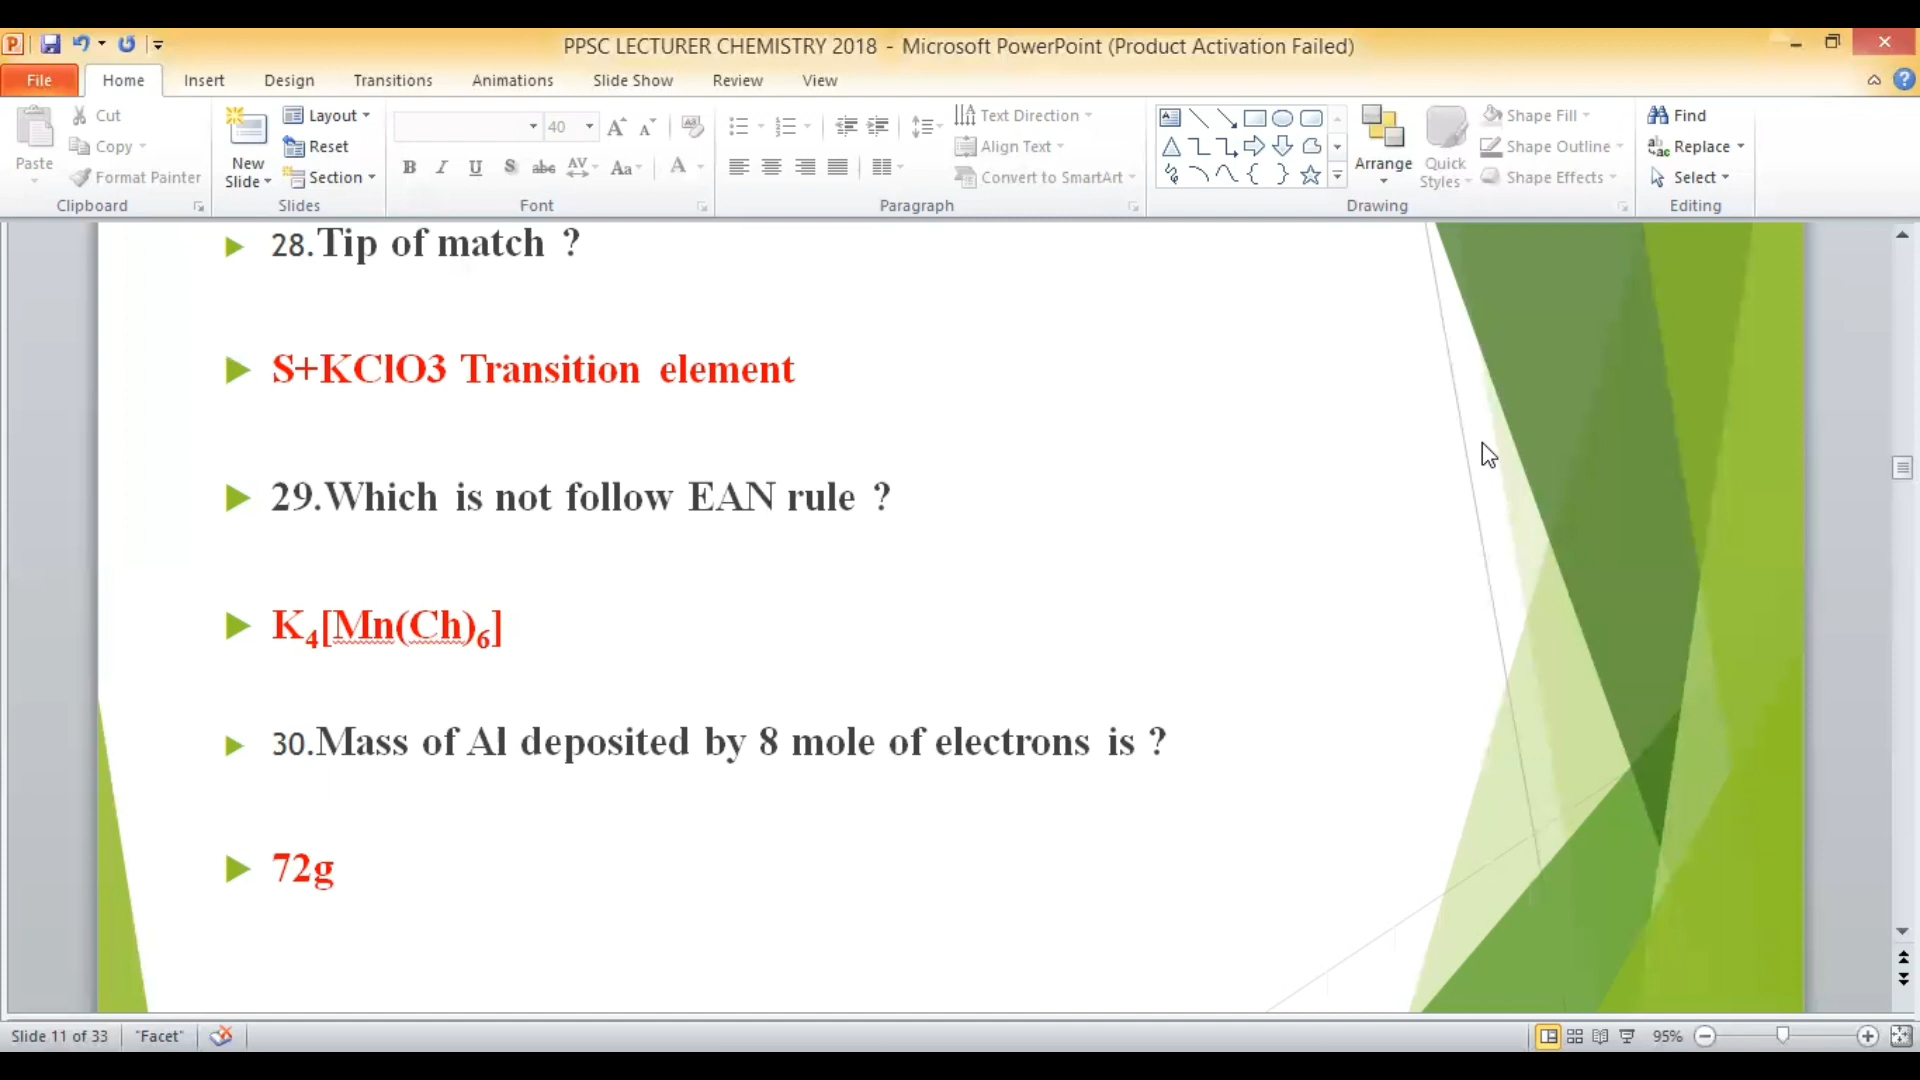 PPSC LECTURER CHEMISTRY 2018 - Microsoft PowerPoint (Product Activation Failed)
File Home Insert Design Transitions Animations Slide Show Review View
Paste
Cut
Copy
Format Painter
Clipboard
New Slide
Layout
Reset
Section
Slides
40
Font
Text Direction
Align Text
Convert to SmartArt
Paragraph
Arrange
Quick Styles
Shape Fill
Shape Outline
Shape Effects
Drawing
Find
Replace
Select
Editing
28.Tip of match ?
S+KClO3 Transition element
29.Which is not follow EAN rule ?
K₄[Mn(Ch)₆]
30.Mass of Al deposited by 8 mole of electrons is ?
72g
Slide 11 of 33 "Facet" 95%